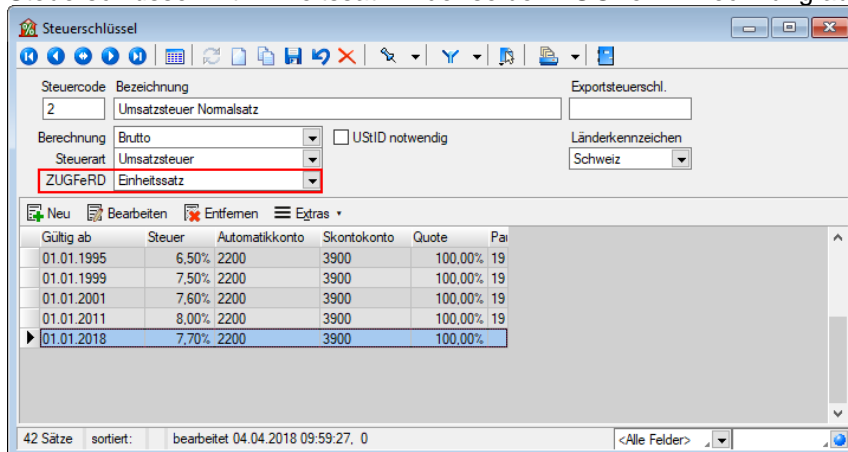 Steuerschlüssel
Steuercode Bezeichnung Exportsteuerschl.
2 Umsatzsteuer Normalsatz
Berechnung Brutto UStID notwendig Länderkennzeichen
Steuerart Umsatzsteuer Schweiz
ZUGFeRD Einheitssatz
Neu Bearbeiten Entfernen Extras
Gültig ab Steuer Automatikkonto Skontokonto Quote Pau
01.01.1995 6,50% 2200 3900 100,00% 19
01.01.1999 7,50% 2200 3900 100,00% 19
01.01.2001 7,60% 2200 3900 100,00% 19
01.01.2011 8,00% 2200 3900 100,00% 19
01.01.2018 7,70% 2200 3900 100,00%
42 Sätze sortiert: bearbeitet 04.04.2018 09:59:27, 0 <Alle Felder>